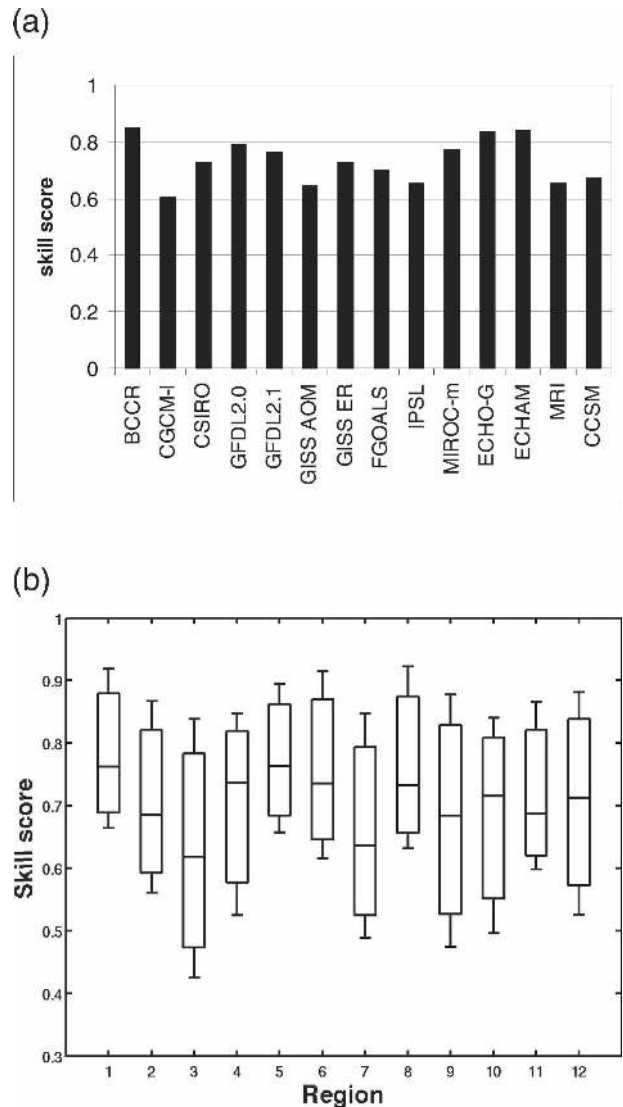 (a)
1
0.8
0.6
0.4
0.2
0
skill score
BCCR
CGCM-I
CSIRO
GFDL2.0
GFDL2.1
GISS AOM
GISS ER
FGOALS
IPSL
MIROC-m
ECHO-G
ECHAM
MRI
CCSM
(b)
1
0.9
0.8
0.7
0.6
0.5
0.4
0.3
Skill score
1 2 3 4 5 6 7 8 9 10 11 12
Region